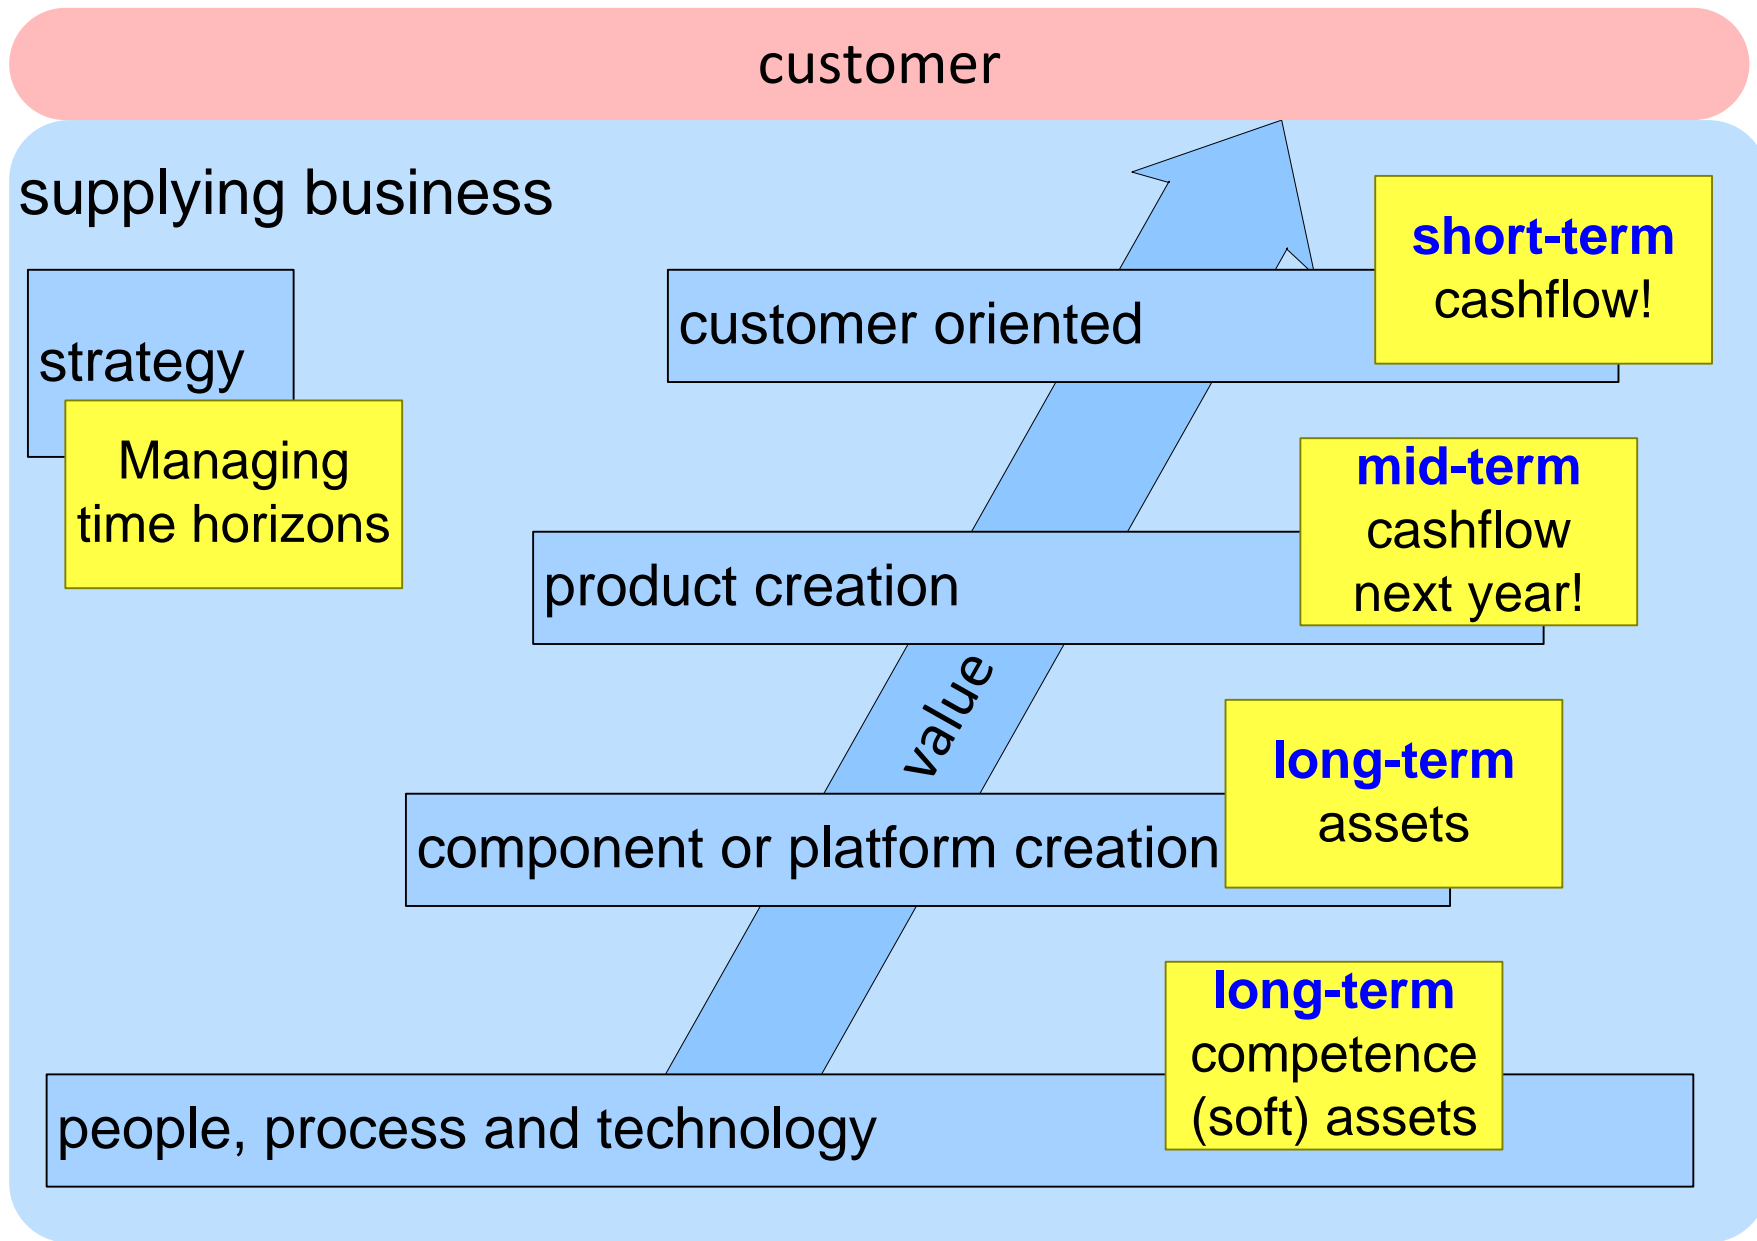 customer
supplying business
strategy
Managing
time horizons
customer oriented
short-term
cashflow!
product creation
mid-term
cashflow
next year!
value
component or platform creation
long-term
assets
people, process and technology
long-term
competence
(soft) assets